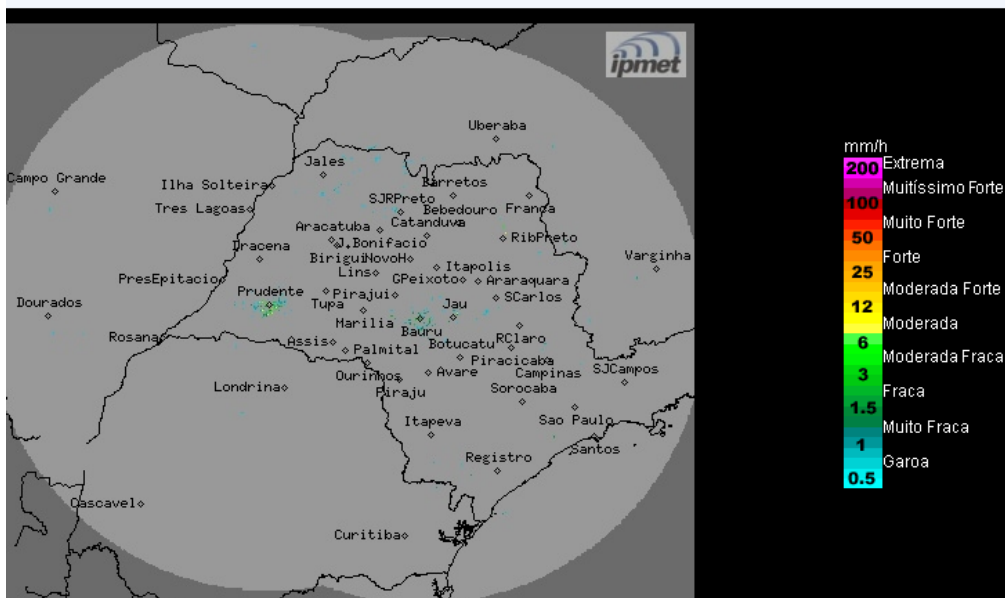 ipmet
Uberaba
Jales
Campo Grande
Ilha Solteira
Barretos
SJRPreto
Tres Lagoas
Bebedouro
Franca
Catanduva
Aracatuba
RibPreto
Dracena
J.Bonifacio
Birigui
NovoH
Varginha
Itapolis
Lins
PresEpitacio
GPeixoto
Araraquara
Prudente
Pirajui
SCarlos
Dourados
Tupa
Jau
Marilia
Bauru
Rosana
Assis
Botucatu
RClaro
Palmital
Piracicaba
SJCampos
Ourinhos
Avare
Campinas
Londrina
Piraju
Sorocaba
Itapeva
Sao Paulo
Santos
Registro
Cascavel
Curitiba
mm/h
200 Extrema
Muitíssimo Forte
100
Muito Forte
50
Forte
25
Moderada Forte
12
Moderada
6
Moderada Fraca
3
Fraca
1.5
Muito Fraca
1
Garoa
0.5